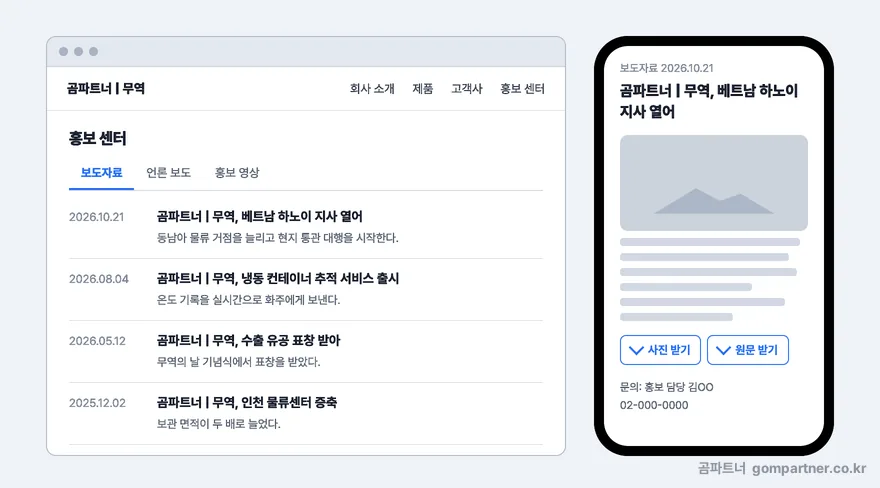 곰파트너 | 무역
회사 소개 제품 고객사 홍보 센터
홍보 센터
보도자료 언론 보도 홍보 영상
2026.10.21 곰파트너 | 무역, 베트남 하노이 지사 열어
동남아 물류 거점을 늘리고 현지 통관 대행을 시작한다.
2026.08.04 곰파트너 | 무역, 냉동 컨테이너 추적 서비스 출시
온도 기록을 실시간으로 화주에게 보낸다.
2026.05.12 곰파트너 | 무역, 수출 유공 표창 받아
무역의 날 기념식에서 표창을 받았다.
2025.12.02 곰파트너 | 무역, 인천 물류센터 증축
보관 면적이 두 배로 늘었다.
보도자료 2026.10.21
곰파트너 | 무역, 베트남 하노이
지사 열어
사진 받기 원문 받기
문의: 홍보 담당 김OO
02-000-0000
곰파트너 gompartner.co.kr